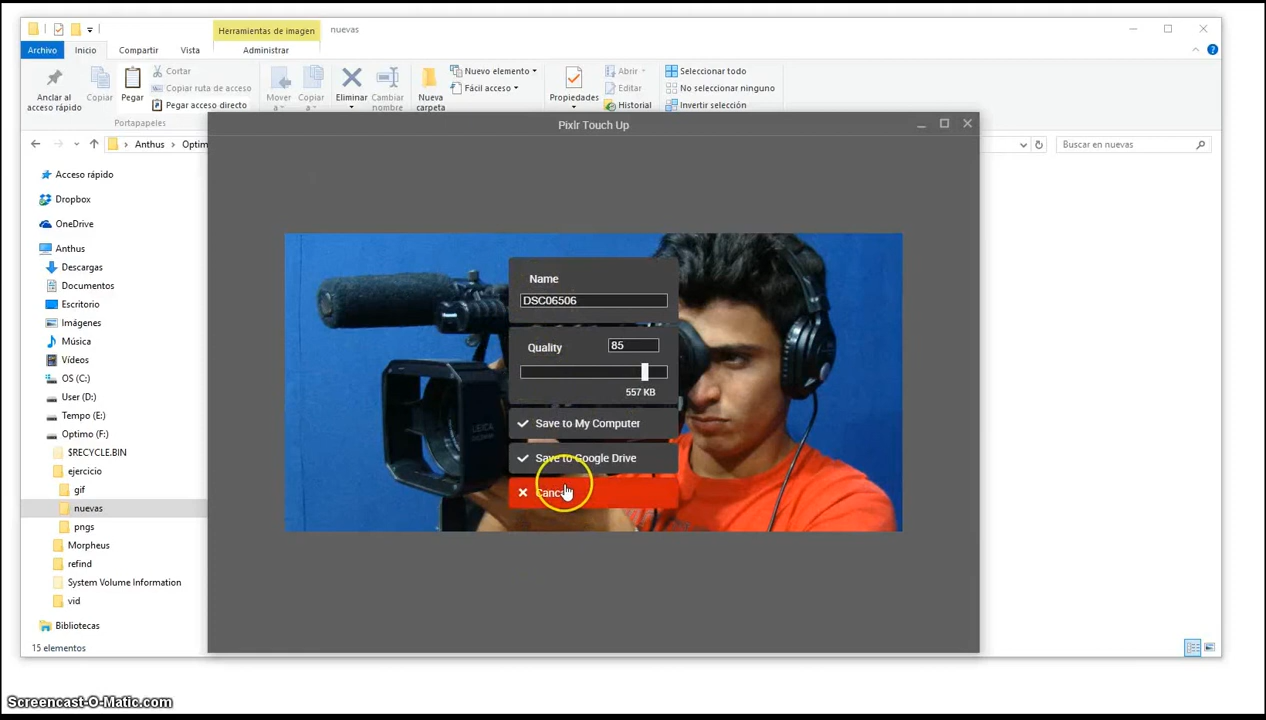 Herramientas de imagen
nuevas
Archivo
Inicio
Compartir
Vista
Administrar
Anclar al
acceso rápido
Copiar
Pegar
Cortar
Copiar ruta de acceso
Pegar acceso directo
Portapapeles
Mover
a
Copiar
a
Eliminar
Cambiar
nombre
Nueva
carpeta
Nuevo elemento
Fácil acceso
Propiedades
Abrir
Editar
Historial
Seleccionar todo
No seleccionar ninguno
Invertir selección
Anthus
Optim
Buscar en nuevas
Acceso rápido
Dropbox
OneDrive
Anthus
Descargas
Documentos
Escritorio
Imágenes
Música
Vídeos
OS (C:)
User (D:)
Tempo (E:)
Optimo (F:)
$RECYCLE.BIN
ejercicio
gif
nuevas
pngs
Morpheus
refind
System Volume Information
vid
Bibliotecas
15 elementos
Pixlr Touch Up
Name
DSC06506
Quality
85
557 KB
Save to My Computer
Save to Google Drive
Cancel
LEICA
Screencast-O-Matic.com